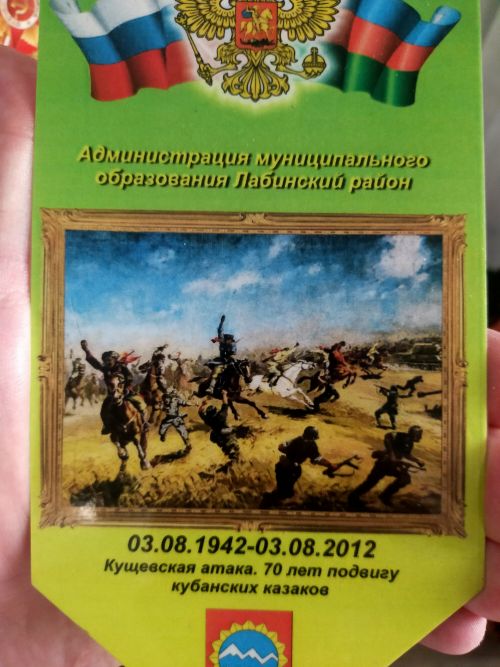 Администрация муниципального
образования Лабинский район
03.08.1942-03.08.2012
Кущевская атака. 70 лет подвигу
кубанских казаков